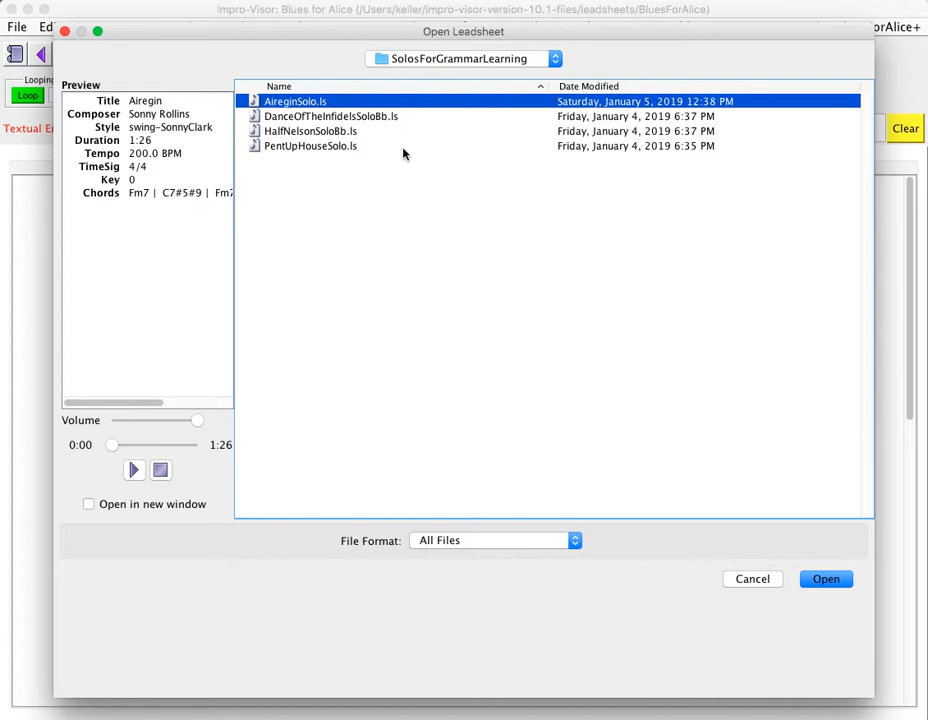 Impro-Visor: Blues for Alice (/Users/keller/impro-visor-version-10.1-files/leadsheets/BluesForAlice)
File
Open Leadsheet
SolosForGrammarLearning
Looping
Loop
Textual
Clear
Preview
Title Airegin
Composer Sonny Rollins
Style swing-SonnyClark
Duration 1:26
Tempo 200.0 BPM
TimeSig 4/4
Key 0
Chords Fm7 | C7#5#9 | Fm7
Name Date Modified
AireginSolo.ls Saturday, January 5, 2019 12:38 PM
DanceOfTheInfidelsSoloBb.ls Friday, January 4, 2019 6:37 PM
HalfNelsonSoloBb.ls Friday, January 4, 2019 6:37 PM
PentUpHouseSolo.ls Friday, January 4, 2019 6:35 PM
Volume
0:00 1:26
Open in new window
File Format: All Files
Cancel Open